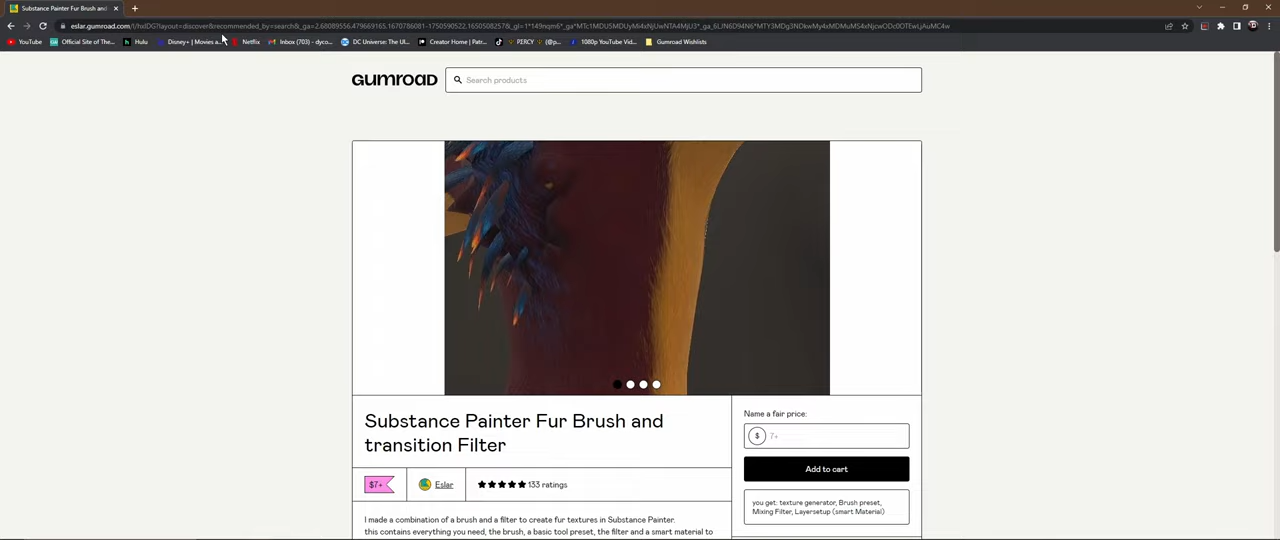 Substance Painter Fur Brush and
YouTube
Official Site of The...
Hulu
Disney+ | Movies a...
Netflix
Inbox (703) - dyco...
DC Universe: The Ul...
Creator Home | Patr...
1080p YouTube Vid...
Gumroad Wishlists
GUMROAD
Search products
Substance Painter Fur Brush and
transition Filter
$7+
Eslar
133 ratings
I made a combination of a brush and a filter to create fur textures in Substance Painter.
this contains everything you need, the brush, a basic tool preset, the filter and a smart material to
Name a fair price:
$ 7+
Add to cart
you get: texture generator, Brush preset,
Mixing Filter, Layersetup (smart Material)